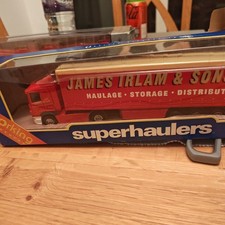 JAMES IRLAM & SONS
HAULAGE • STORAGE • DISTRIBUT
superhaulers